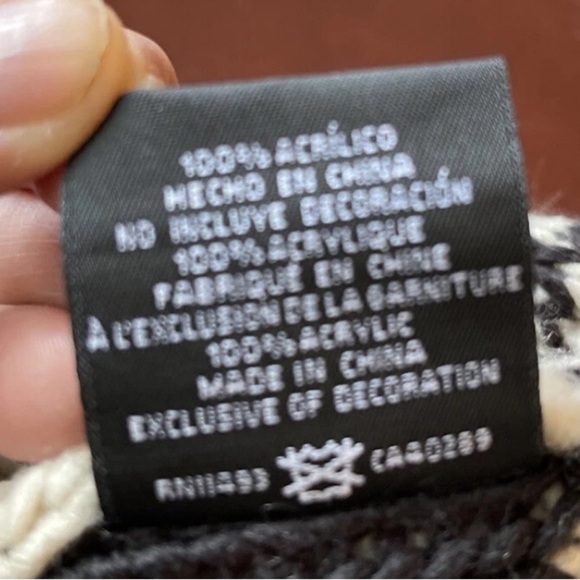 100% ACRÍLICO
HECHO EN CHINA
NO INCLUYE DECORACIÓN
100% ACRYLIQUE
FABRIQUÉ EN CHINE
À L'EXCLUSION DE LA GARNITURE
100% ACRYLIC
MADE IN CHINA
EXCLUSIVE OF DECORATION
RN11493 CA40289